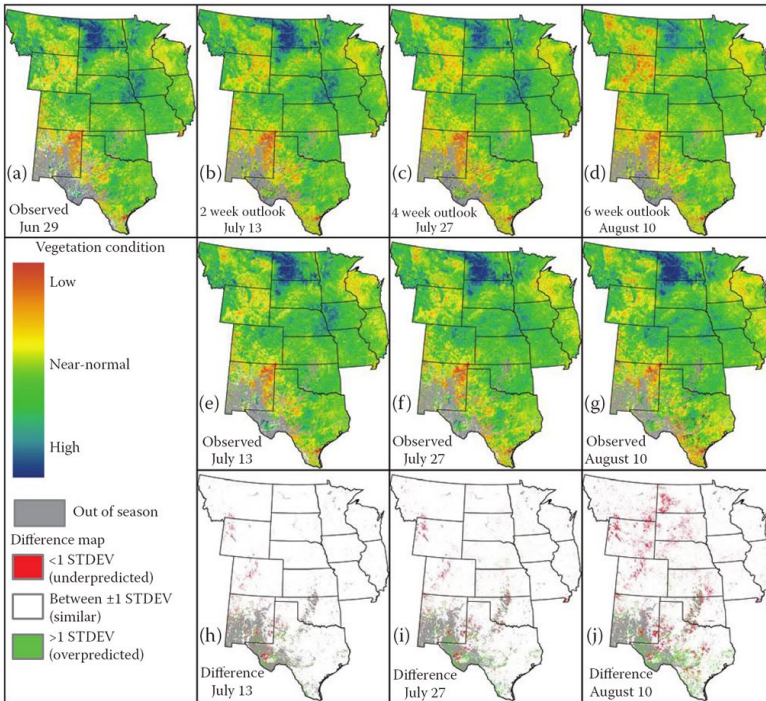 (a)
Observed
Jun 29
(b)
2 week outlook
July 13
(c)
4 week outlook
July 27
(d)
6 week outlook
August 10
Vegetation condition
Low
Near-normal
High
Out of season
Difference map
<1 STDEV
(underpredicted)
Between ±1 STDEV
(similar)
>1 STDEV
(overpredicted)
(e)
Observed
July 13
(f)
Observed
July 27
(g)
Observed
August 10
(h)
Difference
July 13
(i)
Difference
July 27
(j)
Difference
August 10